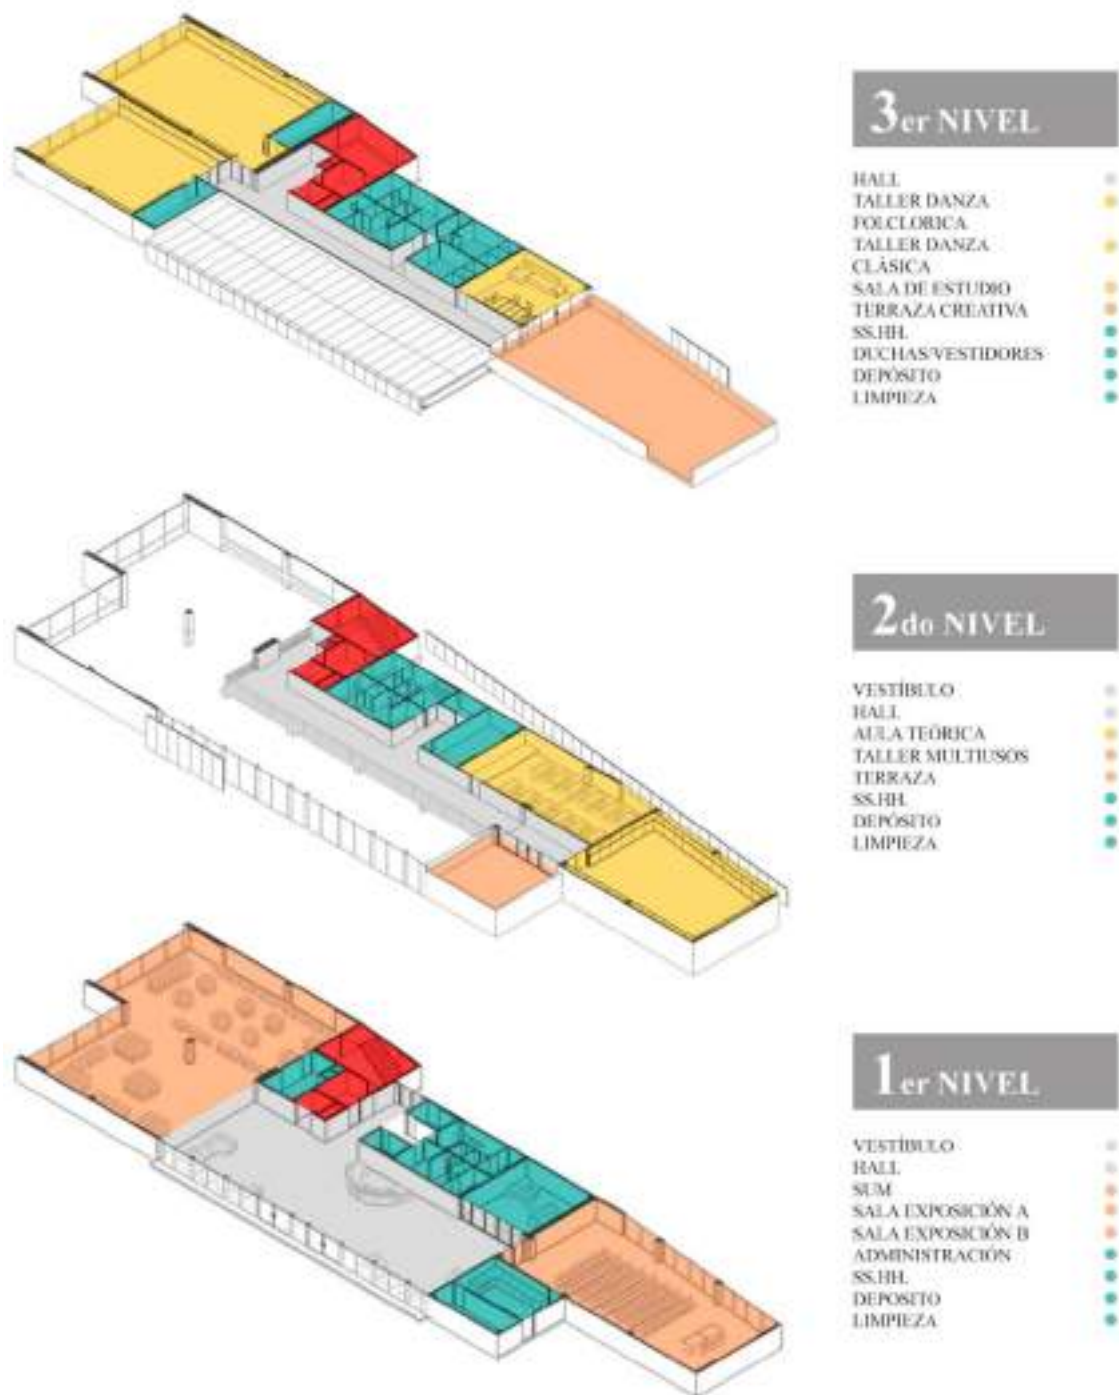 3er NIVEL
HALL
TALLER DANZA
FOLCLORICA
TALLER DANZA
CLÁSICA
SALA DE ESTUDIO
TERRAZA CREATIVA
SS.HH.
DUCHAS/VESTIDORES
DEPÓSITO
LIMPIEZA
2do NIVEL
VESTÍBULO
HALL
AULA TEÓRICA
TALLER MULTIUSOS
TERRAZA
SS.HH.
DEPÓSITO
LIMPIEZA
1er NIVEL
VESTÍBULO
HALL
SUM
SALA EXPOSICIÓN A
SALA EXPOSICIÓN B
ADMINISTRACIÓN
SS.HH.
DEPOSITO
LIMPIEZA